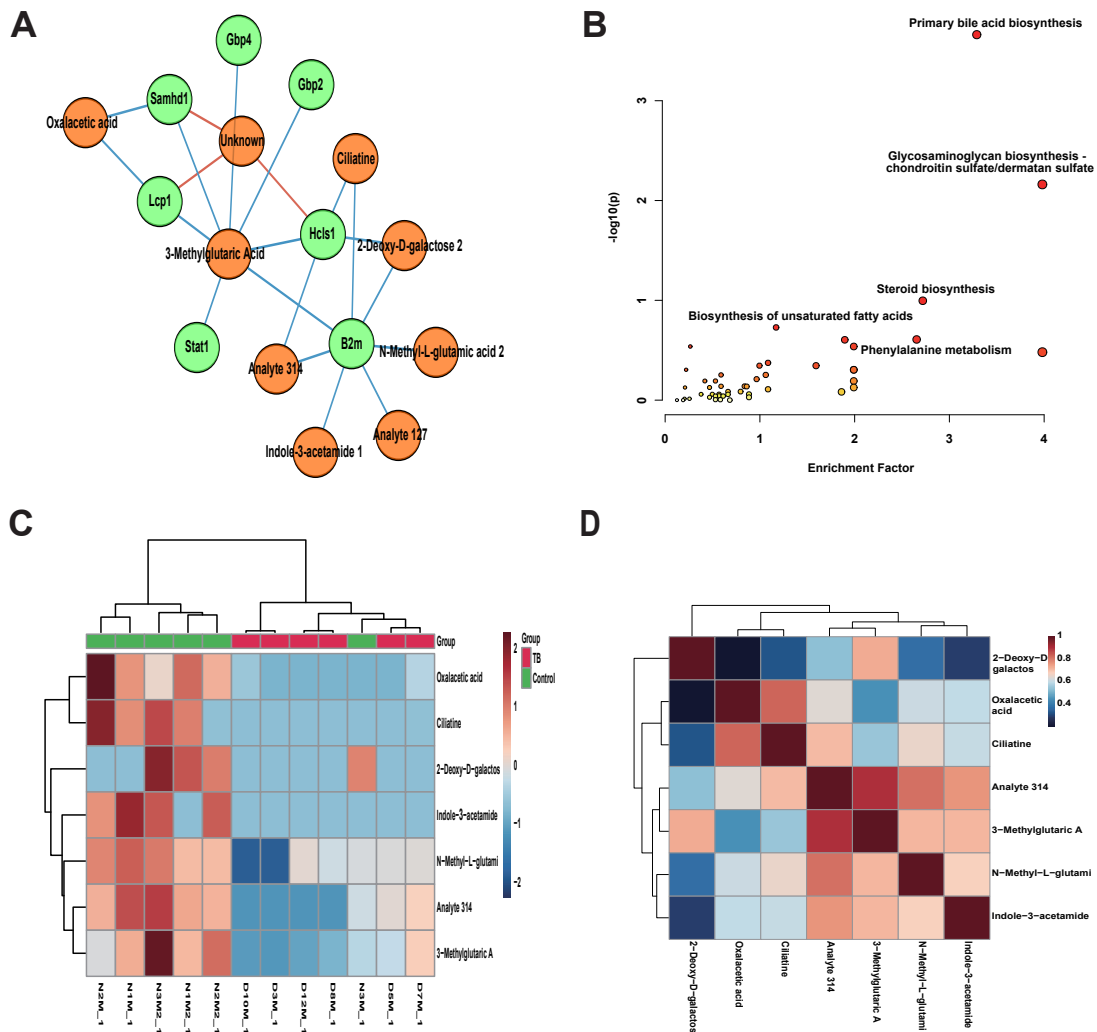 A
Gbp4
Gbp2
Samhd1
Oxalacetic acid
Unknown
Ciliatine
Lcp1
Hcls1
3-Methylglutaric Acid
2-Deoxy-D-galactose 2
Stat1
B2m
N-Methyl-L-glutamic acid 2
Analyte 314
Analyte 127
Indole-3-acetamide 1
B
Primary bile acid biosynthesis
Glycosaminoglycan biosynthesis -
chondroitin sulfate/dermatan sulfate
Steroid biosynthesis
Biosynthesis of unsaturated fatty acids
Phenylalanine metabolism
-log10(p)
3
2
1
0
0 1 2 3 4
Enrichment Factor
C
Group
Group
TB
Control
2
1
0
-1
-2
Oxalacetic acid
Ciliatine
2-Deoxy-D-galactos
Indole-3-acetamide
N-Methyl-L-glutami
Analyte 314
3-Methylglutaric A
N2M_1
N1M_1
N3M2_1
N1M2_1
N2M2_1
D10M_1
D3M_1
D12M_1
D8M_1
N3M_1
D5M_1
D7M_1
D
1
0.8
0.6
0.4
2-Deoxy-D
galactos
Oxalacetic
acid
Ciliatine
Analyte 314
3-Methylglutaric A
N-Methyl-L-glutami
Indole-3-acetamide
2-Deoxy-D-galactos
Oxalacetic acid
Ciliatine
Analyte 314
3-Methylglutaric A
N-Methyl-L-glutami
Indole-3-acetamide